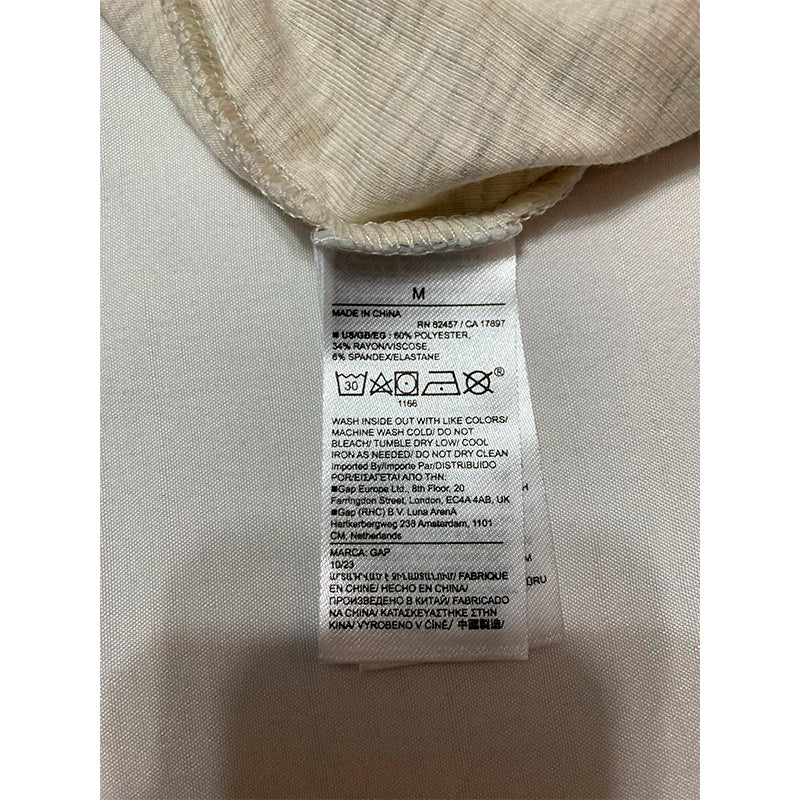 M
MADE IN CHINA
RN 82457 / CA 17897
■ US/GB/EG : 60% POLYESTER,
34% RAYON/VISCOSE,
6% SPANDEX/ELASTANE
30
®
1166
WASH INSIDE OUT WITH LIKE COLORS/
MACHINE WASH COLD/ DO NOT
BLEACH/ TUMBLE DRY LOW/ COOL
IRON AS NEEDED/ DO NOT DRY CLEAN
Imported By/Importe Par/DISTRIBUIDO
POR/ΕΙΣΑΓΕΤΑΙ ΑΠΟ ΤΗΝ:
■Gap Europe Ltd., 8th Floor, 20
Farringdon Street, London, EC4A 4AB, UK
■Gap (RHC) B.V. Luna ArenA
Herikerbergweg 238 Amsterdam, 1101
CM, Netherlands
MARCA: GAP
10/23
ԱՐՏԱԴՐՎԱԾ Է ՉԻՆԱՍՏԱՆՈՒՄ/ FABRIQUE
EN CHINE/ HECHO EN CHINA/
ПРОИЗВЕДЕНО В КИТАЙ/ FABRICADO
NA CHINA/ ΚΑΤΑΣΚΕΥΑΣΤΗΚΕ ΣΤΗΝ
ΚΙΝΑ/ VYROBENO V ČÍNĚ/ 中國製造/
H
M
ORU